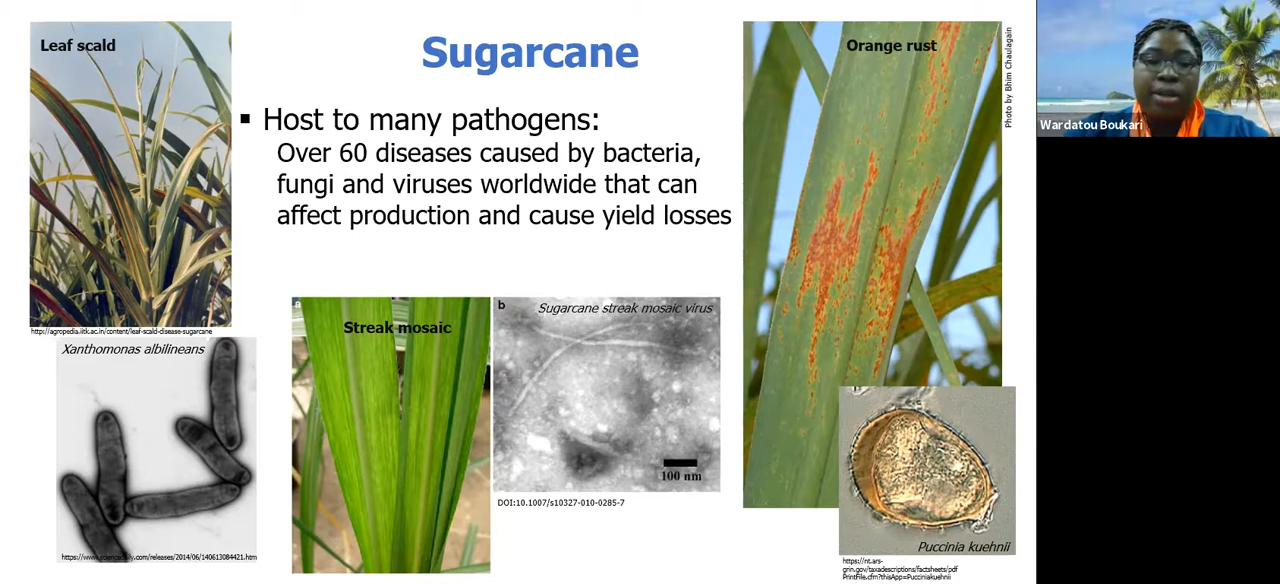 Leaf scald
Sugarcane
Orange rust
Photo by Bhim Chaulagain
Wardatou Boukari
▪ Host to many pathogens:
Over 60 diseases caused by bacteria,
fungi and viruses worldwide that can
affect production and cause yield losses
http://agropedia.iitk.ac.in/content/leaf-scald-disease-sugarcane
Xanthomonas albilineans
https://www.sciencedaily.com/releases/2014/06/140613084421.htm
a
Streak mosaic
b
Sugarcane streak mosaic virus
100 nm
DOI:10.1007/s10327-010-0285-7
Puccinia kuehnii
https://nt.ars-
grin.gov/taxadescriptions/factsheets/pdf
PrintFile.cfm?thisApp=Pucciniakuehnii